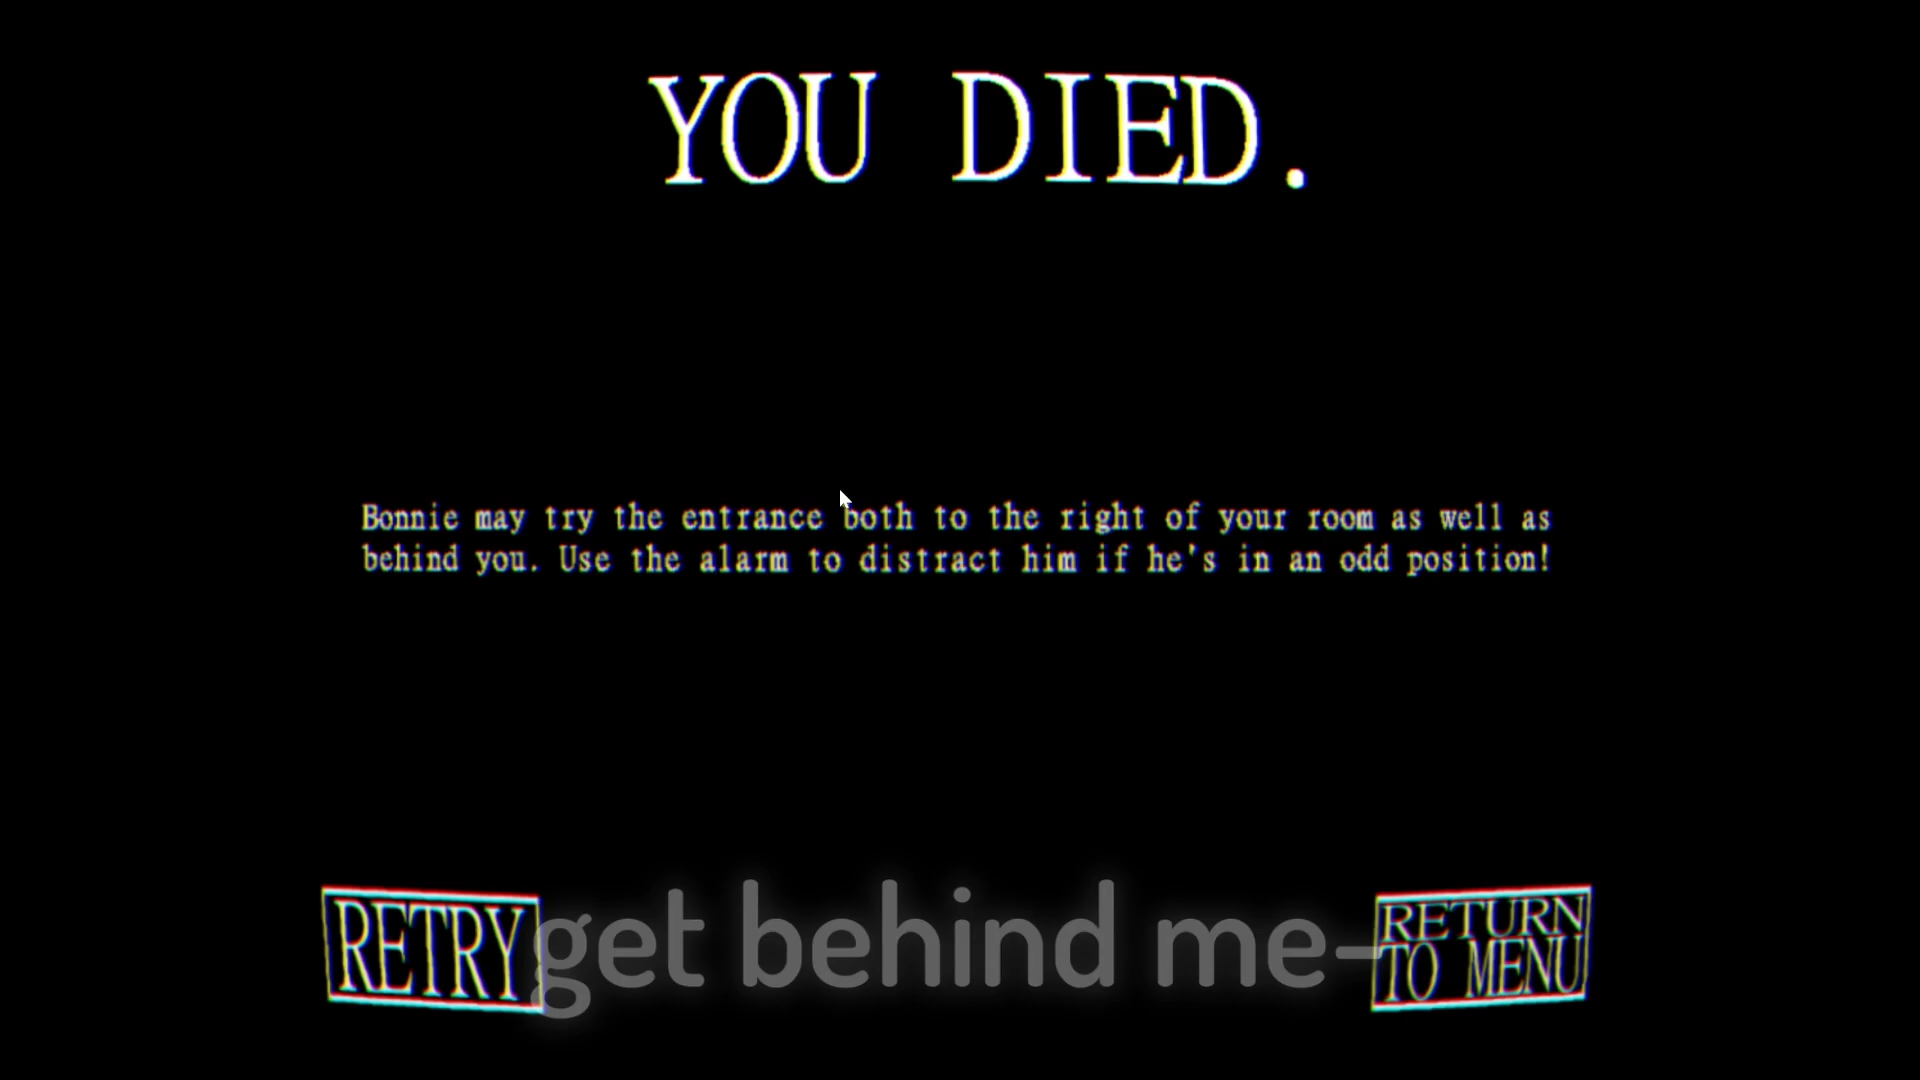 YOU DIED.
Bonnie may try the entrance both to the right of your room as well as
behind you. Use the alarm to distract him if he's in an odd position!
RETRY
get behind me-
RETURN
TO MENU